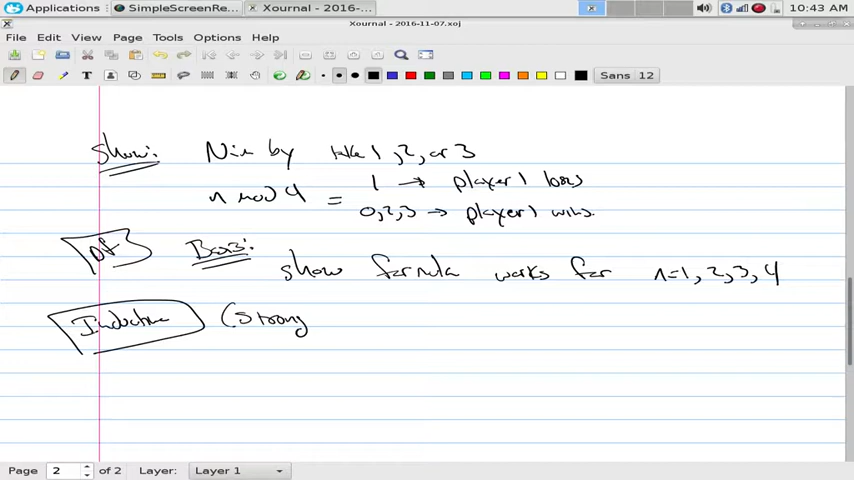 Applications SimpleScreenRe... Xournal - 2016-11-07.... 10:43 AM
Xournal - 2016-11-07.xoj
File Edit View Tools Options Help
Sans 12
Show: Nim by take 1, 2, or 3
1 → player 1 loses
n mod 4 =
0,2,3 → player 1 wins.
Pf Basis:
show formula works for n=1, 2, 3, 4
Inductive (strong
Page 2 of 2 Layer: Layer 1